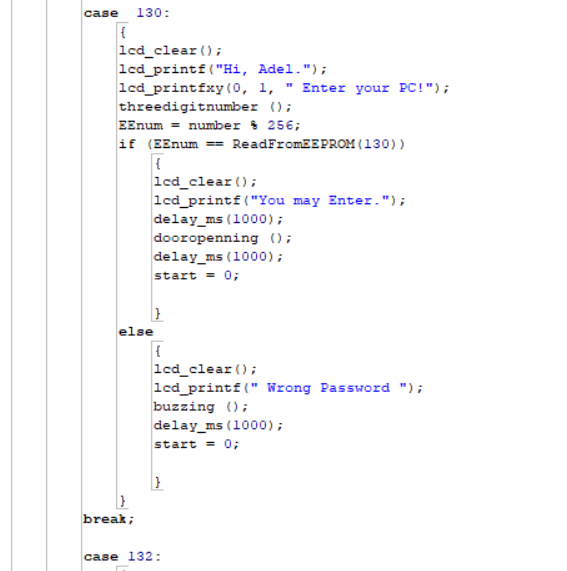 case  130:
{
lcd_clear();
lcd_printf("Hi, Adel.");
lcd_printfxy(0, 1, " Enter your PC!");
threedigitnumber ();
EEnum = number % 256;
if (EEnum == ReadFromEEPROM(130))
{
lcd_clear();
lcd_printf("You may Enter.");
delay_ms(1000);
dooropenning ();
delay_ms(1000);
start = 0;
}
else
{
lcd_clear();
lcd_printf(" Wrong Password ");
buzzing ();
delay_ms(1000);
start = 0;
}
}
break;
case 132: